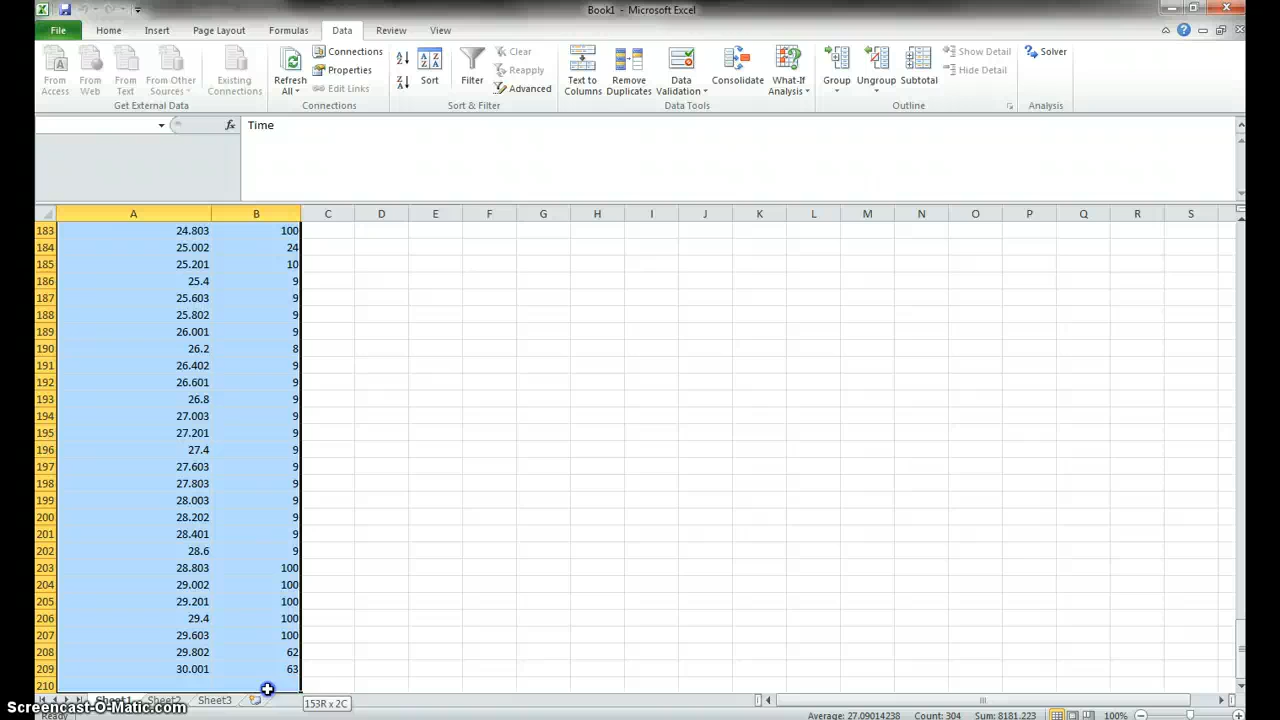 Book1 - Microsoft Excel
File Home Insert Page Layout Formulas Data Review View
From Access
From Web
From Text
From Other Sources
Existing Connections
Get External Data
Refresh All
Connections
Properties
Edit Links
Connections
Sort
Filter
Clear
Reapply
Advanced
Sort & Filter
Text to Columns
Remove Duplicates
Data Validation
Consolidate
What-If Analysis
Data Tools
Group
Ungroup
Subtotal
Show Detail
Hide Detail
Outline
Solver
Analysis
fx Time
A B C D E F G H I J K L M N O P Q R S
183 24.803 100
184 25.002 24
185 25.201 10
186 25.4 9
187 25.603 9
188 25.802 9
189 26.001 9
190 26.2 8
191 26.402 9
192 26.601 9
193 26.8 9
194 27.003 9
195 27.201 9
196 27.4 9
197 27.603 9
198 27.803 9
199 28.003 9
200 28.202 9
201 28.401 9
202 28.6 9
203 28.803 100
204 29.002 100
205 29.201 100
206 29.4 100
207 29.603 100
208 29.802 62
209 30.001 63
210
Sheet1 Sheet2 Sheet3
153R x 2C
Screencast-O-Matic.com
Ready Average: 27.09014238 Count: 304 Sum: 8181.223 100%